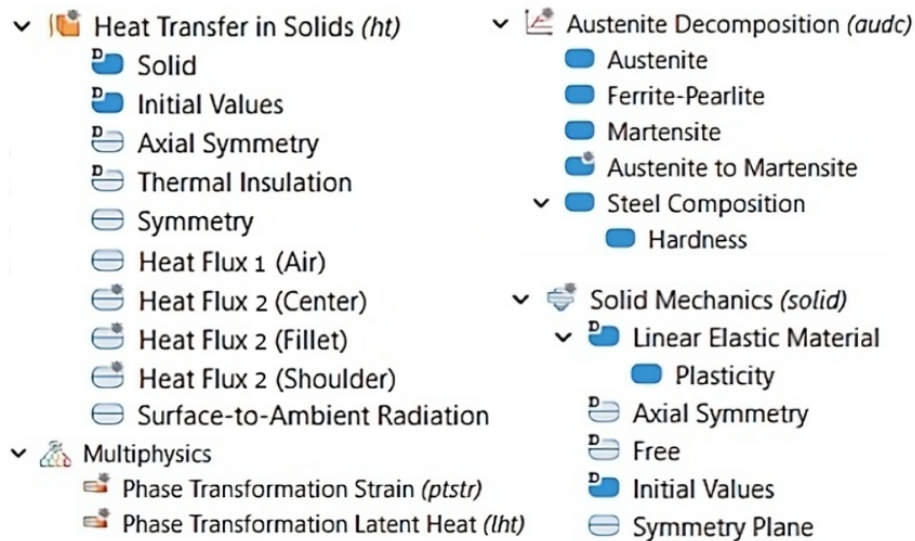 Heat Transfer in Solids (ht)
D Solid
D Initial Values
D Axial Symmetry
D Thermal Insulation
Symmetry
Heat Flux 1 (Air)
Heat Flux 2 (Center)
Heat Flux 2 (Fillet)
Heat Flux 2 (Shoulder)
Surface-to-Ambient Radiation
Multiphysics
Phase Transformation Strain (ptstr)
Phase Transformation Latent Heat (lht)
Austenite Decomposition (audc)
Austenite
Ferrite-Pearlite
Martensite
Austenite to Martensite
Steel Composition
Hardness
Solid Mechanics (solid)
D Linear Elastic Material
Plasticity
D Axial Symmetry
D Free
D Initial Values
Symmetry Plane